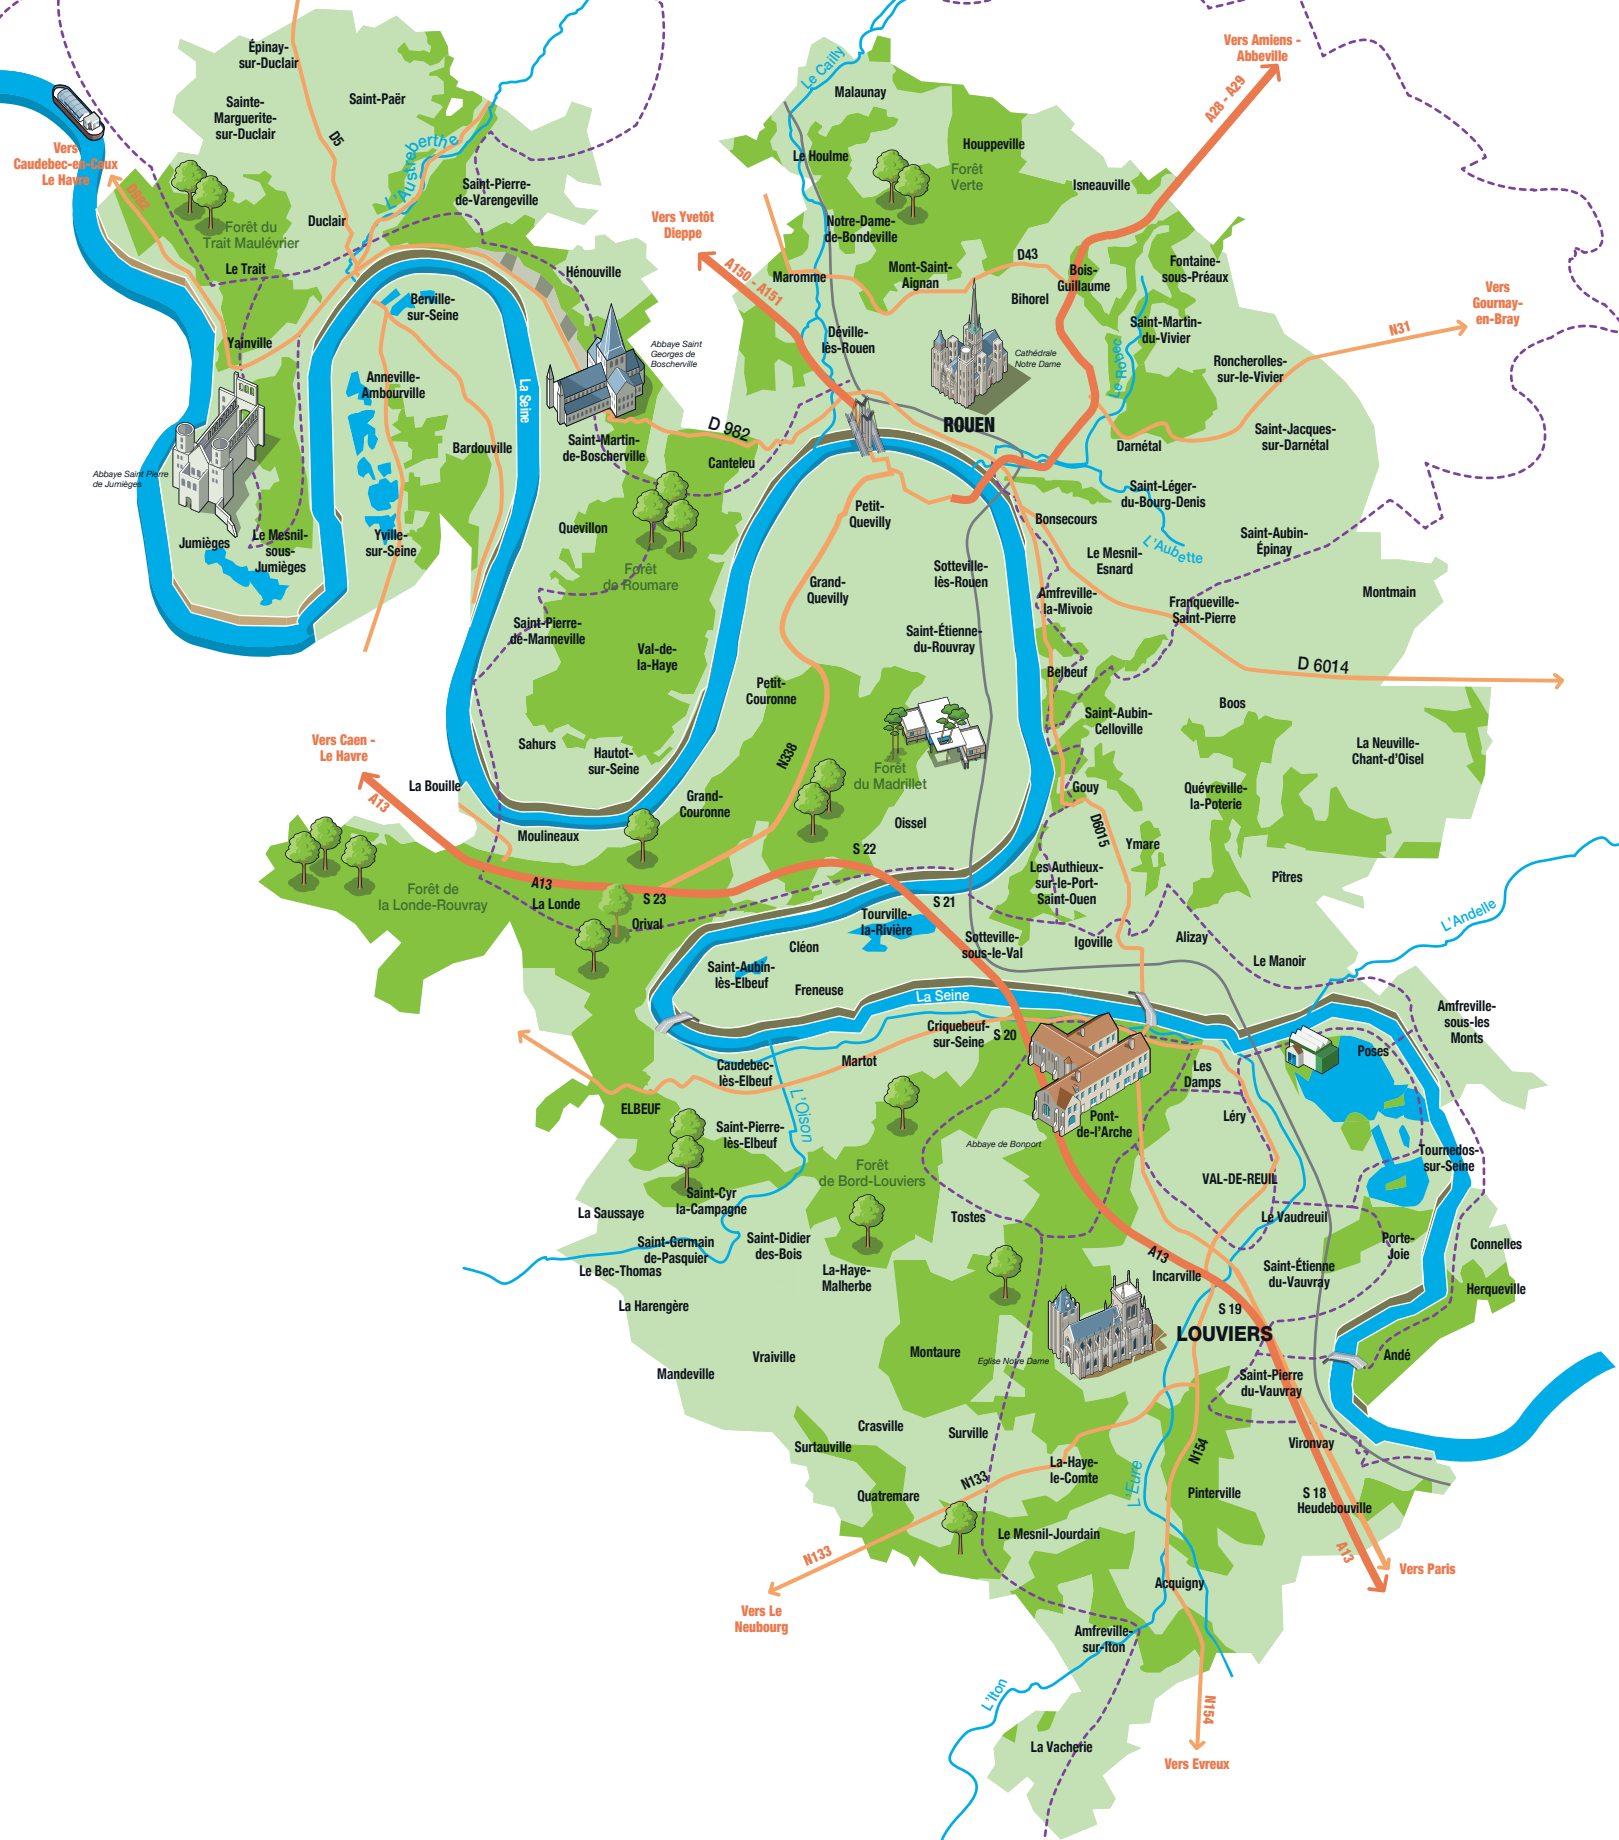 Épinay-
sur-Duclair
Sainte-
Marguerite-
sur-Duclair
Saint-Paër
D5
L'Austreberthe
Vers
Caudebec-en-Caux
Le Havre
D982
Saint-Pierre-
de-Varengeville
Duclair
Forêt du
Trait Maulévrier
Le Trait
Hénouville
Berville-
sur-Seine
Yainville
Anneville-
Ambourville
La Seine
Abbaye Saint
Georges de
Boscherville
Bardouville
Saint-Martin-
de-Boscherville
D 982
Canteleu
Abbaye Saint Pierre
de Jumièges
Jumièges
Le Mesnil-
sous-
Jumièges
Yville-
sur-Seine
Quevillon
Forêt
de Roumare
Saint-Pierre-
de-Manneville
Val-de-
la-Haye
Sahurs
Hautot-
sur-Seine
Le Cailly
Malaunay
Le Houlme
Houppeville
Forêt
Verte
Isneauville
Vers Amiens -
Abbeville
A28 - A29
Vers Yvetôt
Dieppe
A150 - A151
Notre-Dame-
de-Bondeville
Maromme
Mont-Saint-
Aignan
D43
Bois-
Guillaume
Bihorel
Fontaine-
sous-Préaux
Déville-
lès-Rouen
Cathédrale
Notre Dame
Saint-Martin-
du-Vivier
Le Robec
Roncherolles-
sur-le-Vivier
N31
Vers
Gournay-
en-Bray
ROUEN
Darnétal
Saint-Jacques-
sur-Darnétal
Saint-Léger-
du-Bourg-Denis
Petit-
Quevilly
Bonsecours
L'Aubette
Saint-Aubin-
Épinay
Le Mesnil-
Esnard
Sotteville-
lès-Rouen
Grand-
Quevilly
Amfreville-
la-Mivoie
Franqueville-
Saint-Pierre
Montmain
Saint-Étienne-
du-Rouvray
D 6014
Belbeuf
Petit-
Couronne
Saint-Aubin-
Celloville
Boos
La Neuville-
Chant-d'Oisel
N338
Forêt
du Madrillet
Gouy
Quévreville-
la-Poterie
Grand-
Couronne
Oissel
D6015
Ymare
Vers Caen -
Le Havre
A13
La Bouille
Moulineaux
S 22
Les Authieux-
sur-le-Port-
Saint-Ouen
Pîtres
Forêt de
la Londe-Rouvray
A13
La Londe
S 23
Orival
S 21
Tourville-
la-Rivière
Cléon
Sotteville-
sous-le-Val
Igoville
Alizay
Le Manoir
L'Andelle
Saint-Aubin-
lès-Elbeuf
Freneuse
La Seine
Amfreville-
sous-les
Monts
Criquebeuf-
sur-Seine
S 20
Poses
Caudebec-
lès-Elbeuf
Martot
Les
Damps
ELBEUF
L'Oison
Saint-Pierre-
lès-Elbeuf
Pont-
de-l'Arche
Abbaye de Bonport
Léry
Tournedos-
sur-Seine
Forêt
de Bord-Louviers
VAL-DE-REUIL
Saint-Cyr
la-Campagne
La Saussaye
Tostes
Le Vaudreuil
Saint-Germain
de-Pasquier
Saint-Didier
des-Bois
A13
Porte-
Joie
Connelles
Le Bec-Thomas
La-Haye-
Malherbe
Incarville
Saint-Étienne
du-Vauvray
Herqueville
La Harengère
S 19
LOUVIERS
Montaure
Eglise Notre Dame
Andé
Vraiville
Mandeville
Saint-Pierre
du-Vauvray
Crasville
Surville
Surtauville
Vironvay
La-Haye-
le-Comte
N154
L'Eure
N133
Quatremare
Pinterville
S 18
Heudebouville
Le Mesnil-Jourdain
N133
A13
Vers Paris
Acquigny
Vers Le
Neubourg
Amfreville-
sur-Iton
L'Iton
N154
La Vacherie
Vers Evreux